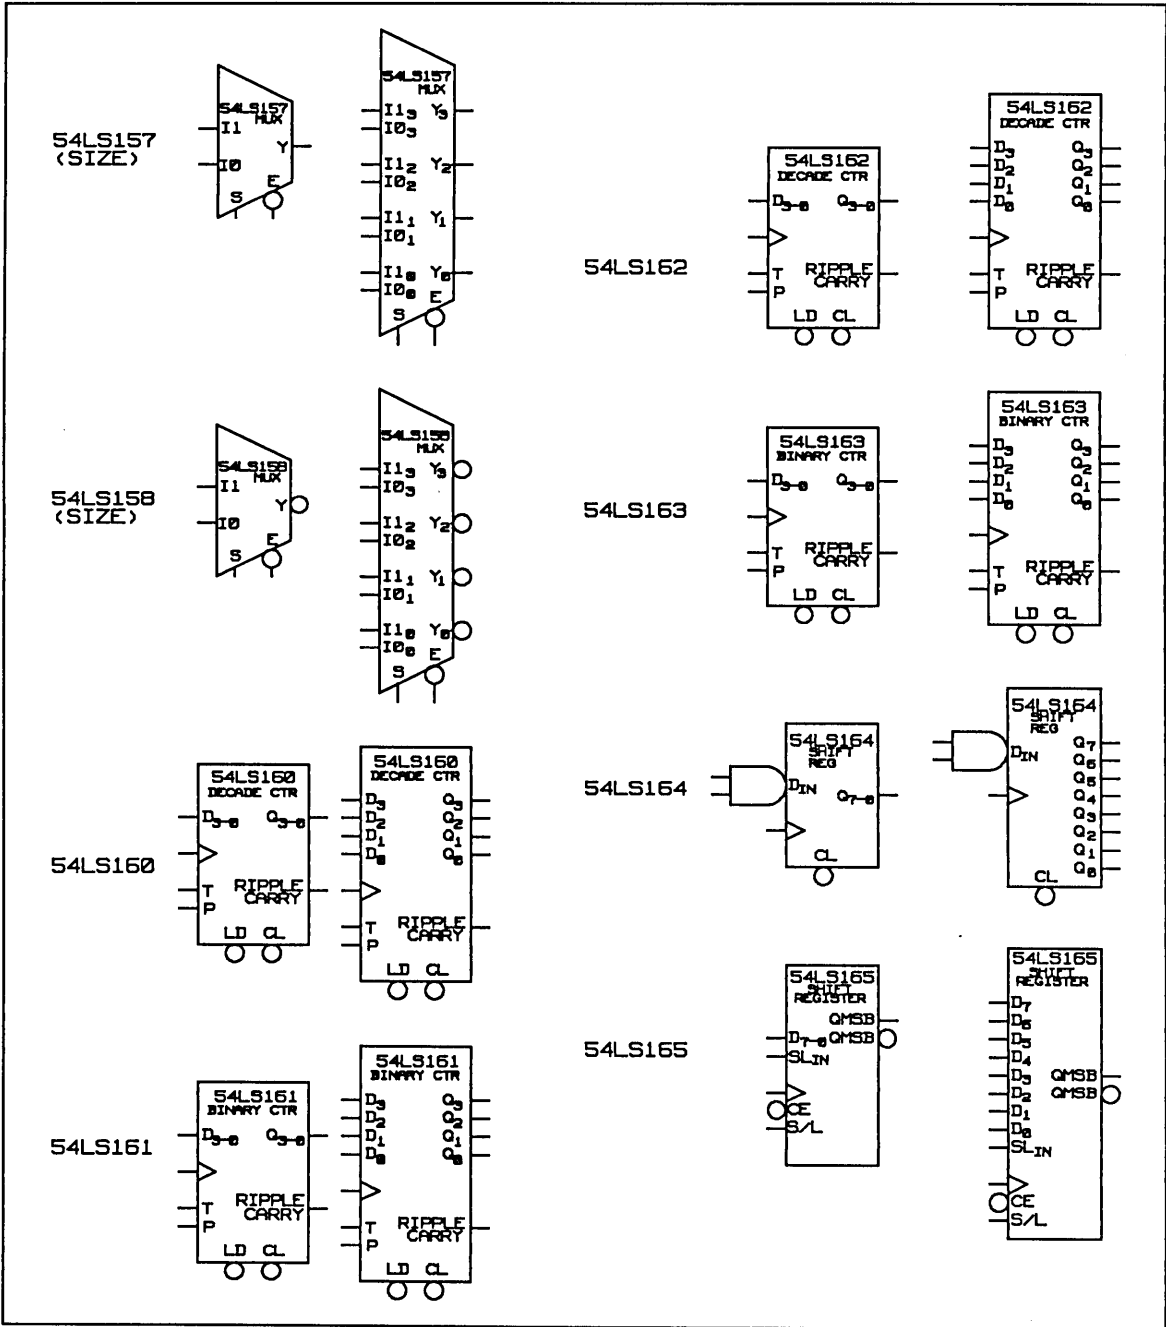 54LS157
(SIZE)
54LS157
MUX
I1
I0
Y
S
E
54LS157
MUX
I1₃ Y₃
I0₃
I1₂ Y₂
I0₂
I1₁ Y₁
I0₁
I1₀ Y₀
I0₀
S
E
54LS158
(SIZE)
54LS158
MUX
I1
I0
Y
S
E
54LS158
MUX
I1₃ Y₃
I0₃
I1₂ Y₂
I0₂
I1₁ Y₁
I0₁
I1₀ Y₀
I0₀
S
E
54LS160
54LS160
DECADE CTR
D₃₋₀ Q₃₋₀
T RIPPLE
P CARRY
LD CL
54LS160
DECADE CTR
D₃ Q₃
D₂ Q₂
D₁ Q₁
D₀ Q₀
T RIPPLE
P CARRY
LD CL
54LS161
54LS161
BINARY CTR
D₃₋₀ Q₃₋₀
T RIPPLE
P CARRY
LD CL
54LS161
BINARY CTR
D₃ Q₃
D₂ Q₂
D₁ Q₁
D₀ Q₀
T RIPPLE
P CARRY
LD CL
54LS162
54LS162
DECADE CTR
D₃₋₀ Q₃₋₀
T RIPPLE
P CARRY
LD CL
54LS162
DECADE CTR
D₃ Q₃
D₂ Q₂
D₁ Q₁
D₀ Q₀
T RIPPLE
P CARRY
LD CL
54LS163
54LS163
BINARY CTR
D₃₋₀ Q₃₋₀
T RIPPLE
P CARRY
LD CL
54LS163
BINARY CTR
D₃ Q₃
D₂ Q₂
D₁ Q₁
D₀ Q₀
T RIPPLE
P CARRY
LD CL
54LS164
54LS164
SHIFT
REG
D_IN
Q₇₋₀
CL
54LS164
SHIFT
REG
D_IN
Q₇
Q₆
Q₅
Q₄
Q₃
Q₂
Q₁
Q₀
CL
54LS165
54LS165
SHIFT
REGISTER
QMSB
D₇₋₀ QMSB
SL_IN
CE
S/L
54LS165
SHIFT
REGISTER
D₇
D₆
D₅
D₄
D₃ QMSB
D₂ QMSB
D₁
D₀
SL_IN
CE
S/L